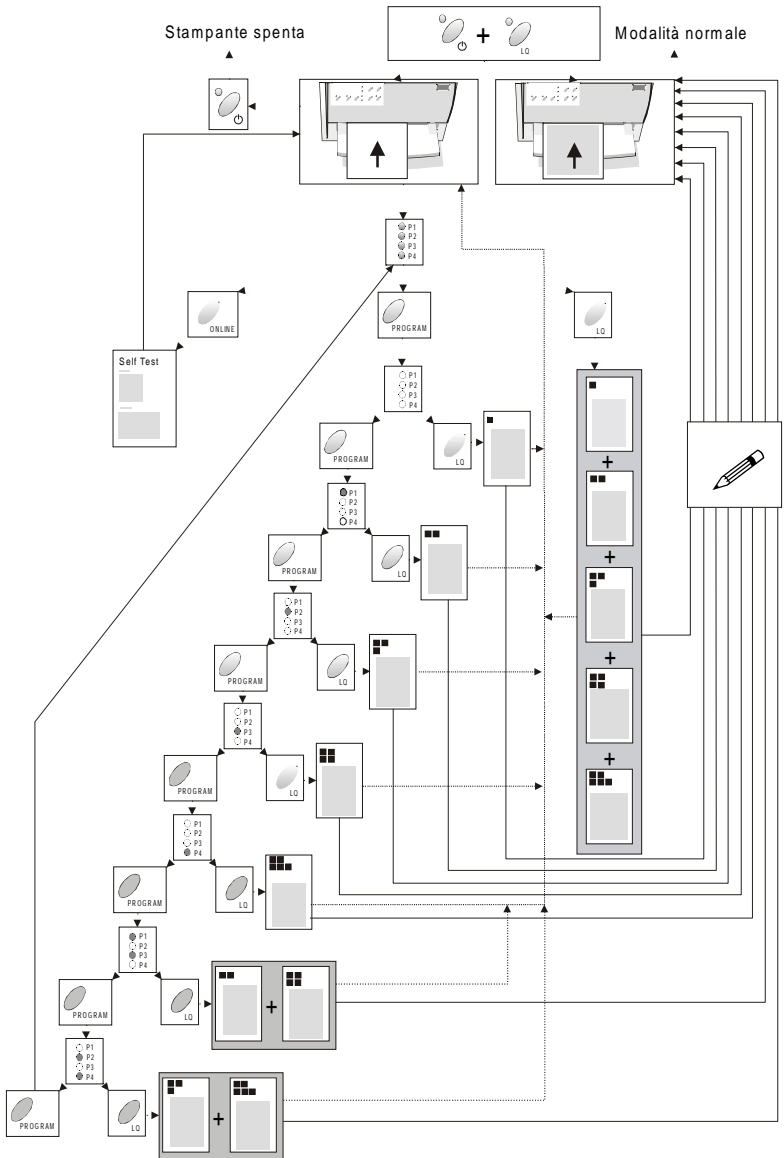 Stampante spenta
Modalità normale
+
LQ
P1
P2
P3
P4
ONLINE
PROGRAM
LQ
Self Test
P1
P2
P3
P4
PROGRAM
LQ
+
P1
P2
P3
P4
+
PROGRAM
LQ
P1
P2
P3
P4
+
PROGRAM
LQ
P1
P2
P3
P4
+
PROGRAM
LQ
P1
P2
P3
P4
PROGRAM
LQ
P1
P2
P3
P4
PROGRAM
LQ
+
P1
P2
P3
P4
PROGRAM
LQ
+